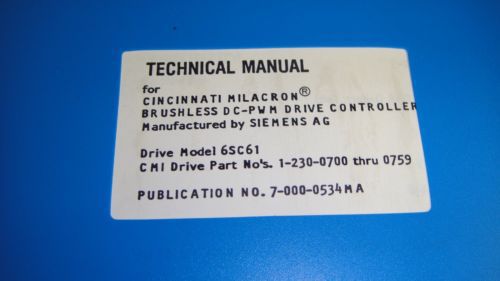 TECHNICAL MANUAL
for
CINCINNATI MILACRON®
BRUSHLESS DC-PWM DRIVE CONTROLLER
Manufactured by SIEMENS AG
Drive Model 6SC61
CMI Drive Part No's. 1-230-0700 thru 0759
PUBLICATION NO. 7-000-0534MA